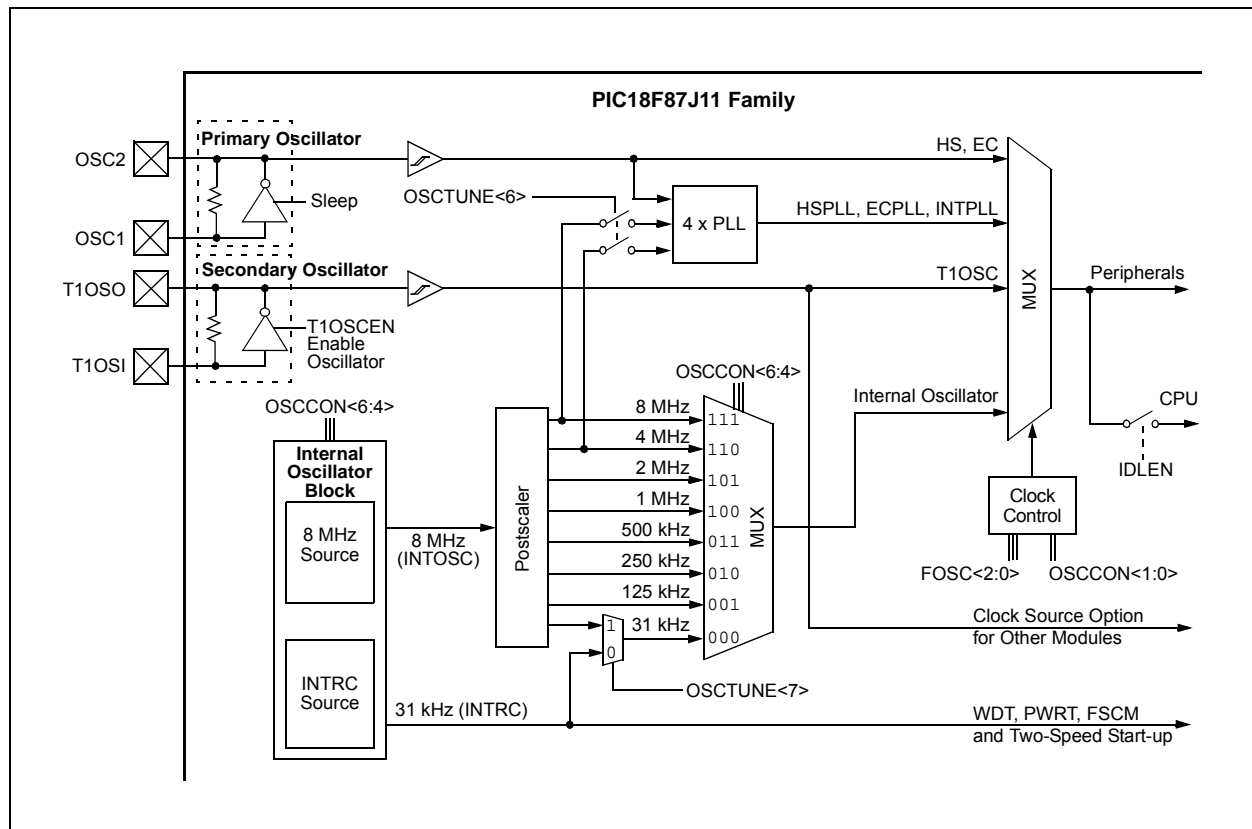 PIC18F87J11 Family
Primary Oscillator
OSC2
Sleep
OSC1
HS, EC
OSCTUNE<6>
4 x PLL
HSPLL, ECPLL, INTPLL
Secondary Oscillator
T1OSO
T1OSCEN
Enable
Oscillator
T1OSI
T1OSC
MUX
Peripherals
CPU
IDLEN
Internal Oscillator
Clock
Control
FOSC<2:0>
OSCCON<1:0>
OSCCON<6:4>
Internal
Oscillator
Block
8 MHz
Source
8 MHz
(INTOSC)
Postscaler
OSCCON<6:4>
8 MHz
111
4 MHz
110
2 MHz
101
1 MHz
100
500 kHz
011
250 kHz
010
125 kHz
001
31 kHz
000
MUX
1
0
OSCTUNE<7>
INTRC
Source
31 kHz (INTRC)
Clock Source Option
for Other Modules
WDT, PWRT, FSCM
and Two-Speed Start-up